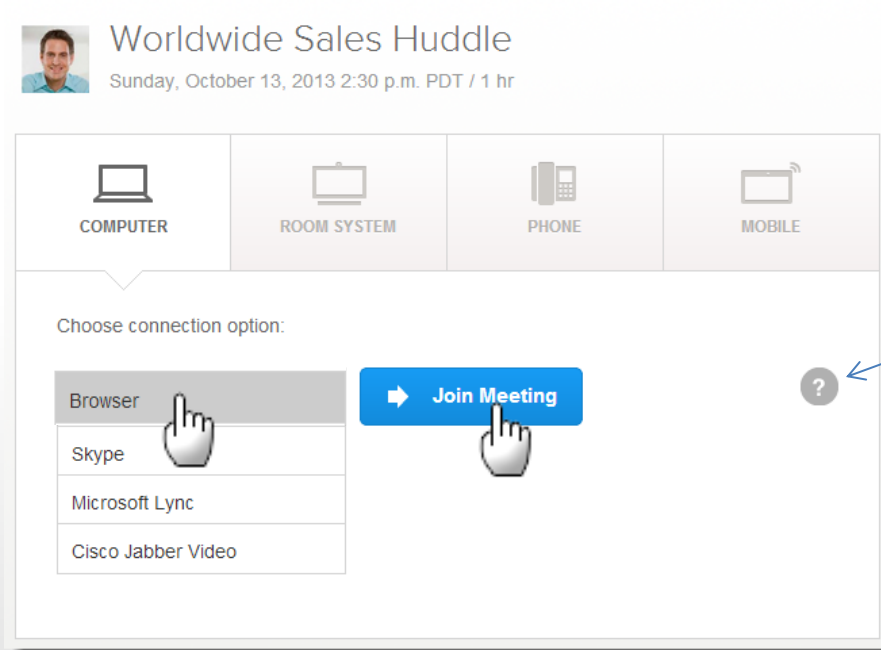 Worldwide Sales Huddle
Sunday, October 13, 2013 2:30 p.m. PDT / 1 hr
COMPUTER
ROOM SYSTEM
PHONE
MOBILE
Choose connection option:
Browser
Join Meeting
?
Skype
Microsoft Lync
Cisco Jabber Video